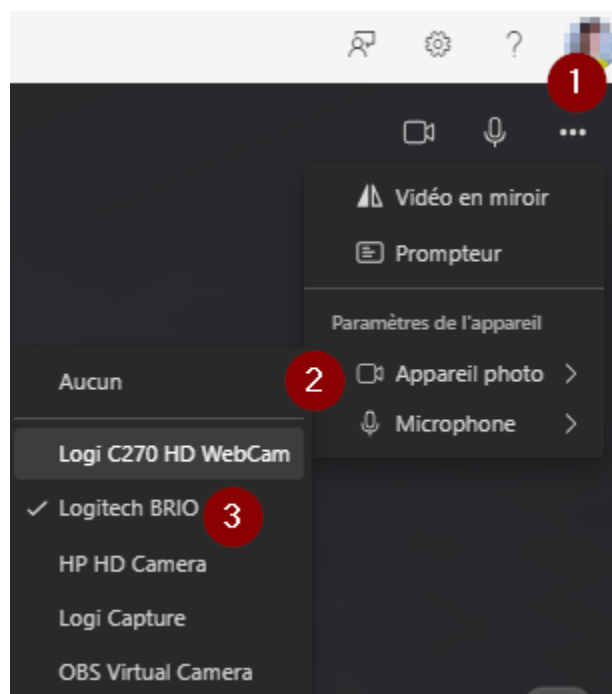 ?
1
...
Vidéo en miroir
Prompteur
Paramètres de l'appareil
2
Appareil photo >
Microphone >
Aucun
Logi C270 HD WebCam
✓ Logitech BRIO 3
HP HD Camera
Logi Capture
OBS Virtual Camera